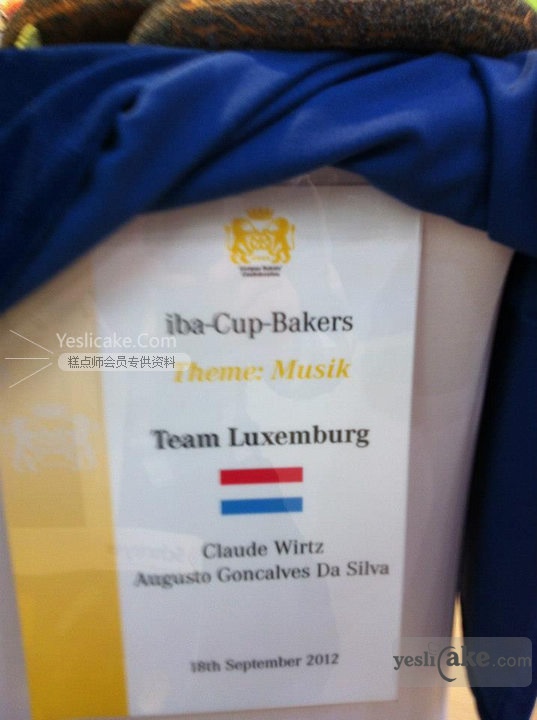 iba-Cup-Bakers
Yeslicake.Com
糕点师会员专供资料
Theme: Musik
Team Luxemburg
Claude Wirtz
Augusto Goncalves Da Silva
18th September 2012
yeslicake.com